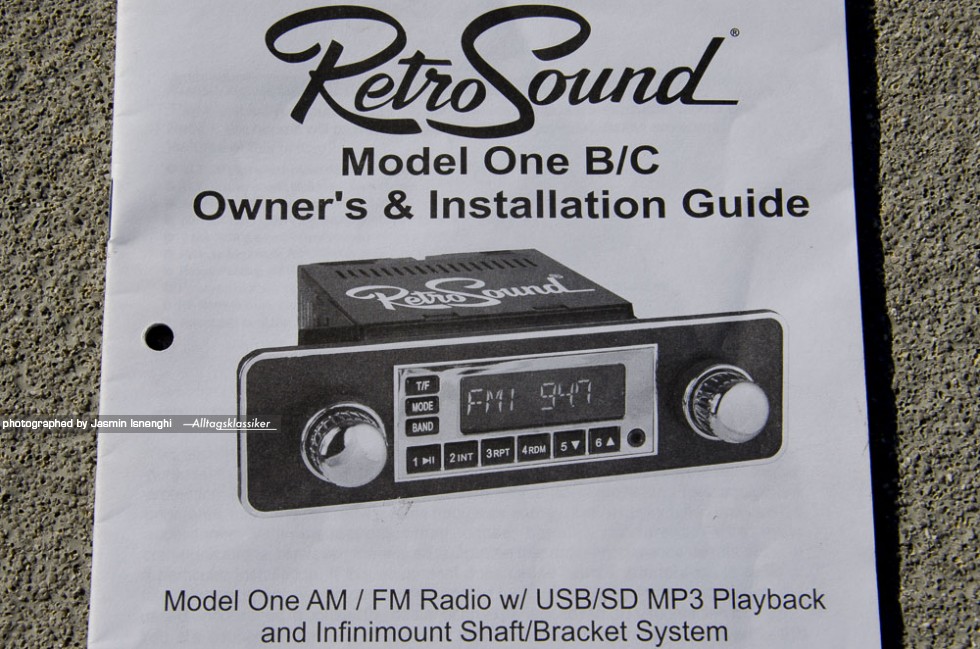 RetroSound®
Model One B/C
Owner's & Installation Guide
RetroSound
T/F
FM1 947
MODE
BAND
1 ▶II 2 INT 3 RPT 4 RDM 5 ▼ 6 ▲
photographed by Jasmin Isnenghi —Alltagsklassiker
Model One AM / FM Radio w/ USB/SD MP3 Playback
and Infinimount Shaft/Bracket System